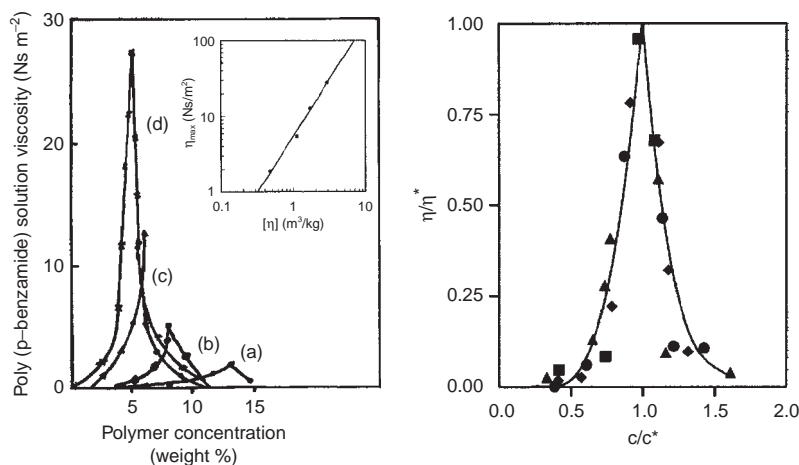 Poly (p–benzamide) solution viscosity (Ns m⁻²)
30
20
10
0
5
10
15
Polymer concentration
(weight %)
(d)
(c)
(b)
(a)
ηmax (Ns/m²)
100
10
1
0.1
1
10
[η] (m³/kg)
η/η*
1.00
0.75
0.50
0.25
0.00
0.0
0.5
1.0
1.5
2.0
c/c*